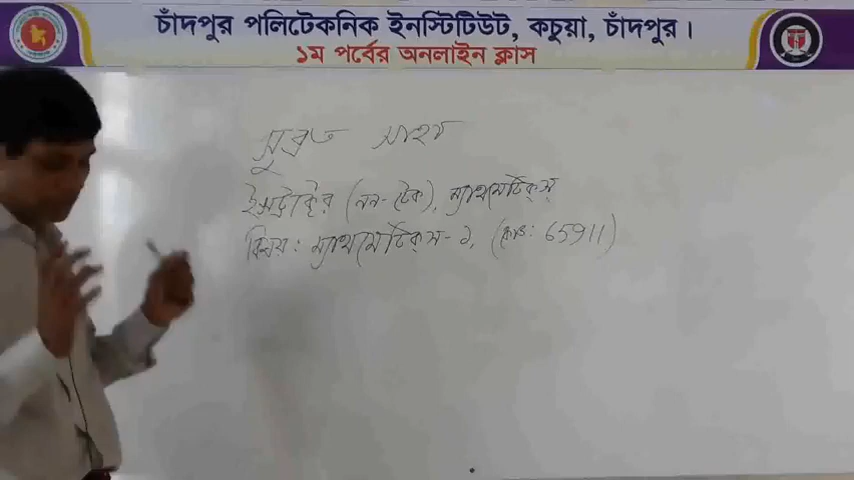 চাঁদপুর পলিটেকনিক ইনস্টিটিউট, কচুয়া, চাঁদপুর।
১ম পর্বের অনলাইন ক্লাস
সুব্রত সাহা
ইন্সট্রাক্টর (নন-টেক), ম্যাথমেটিক্স্
বিষয়: ম্যাথমেটিক্স-১, (কোড: 65911)